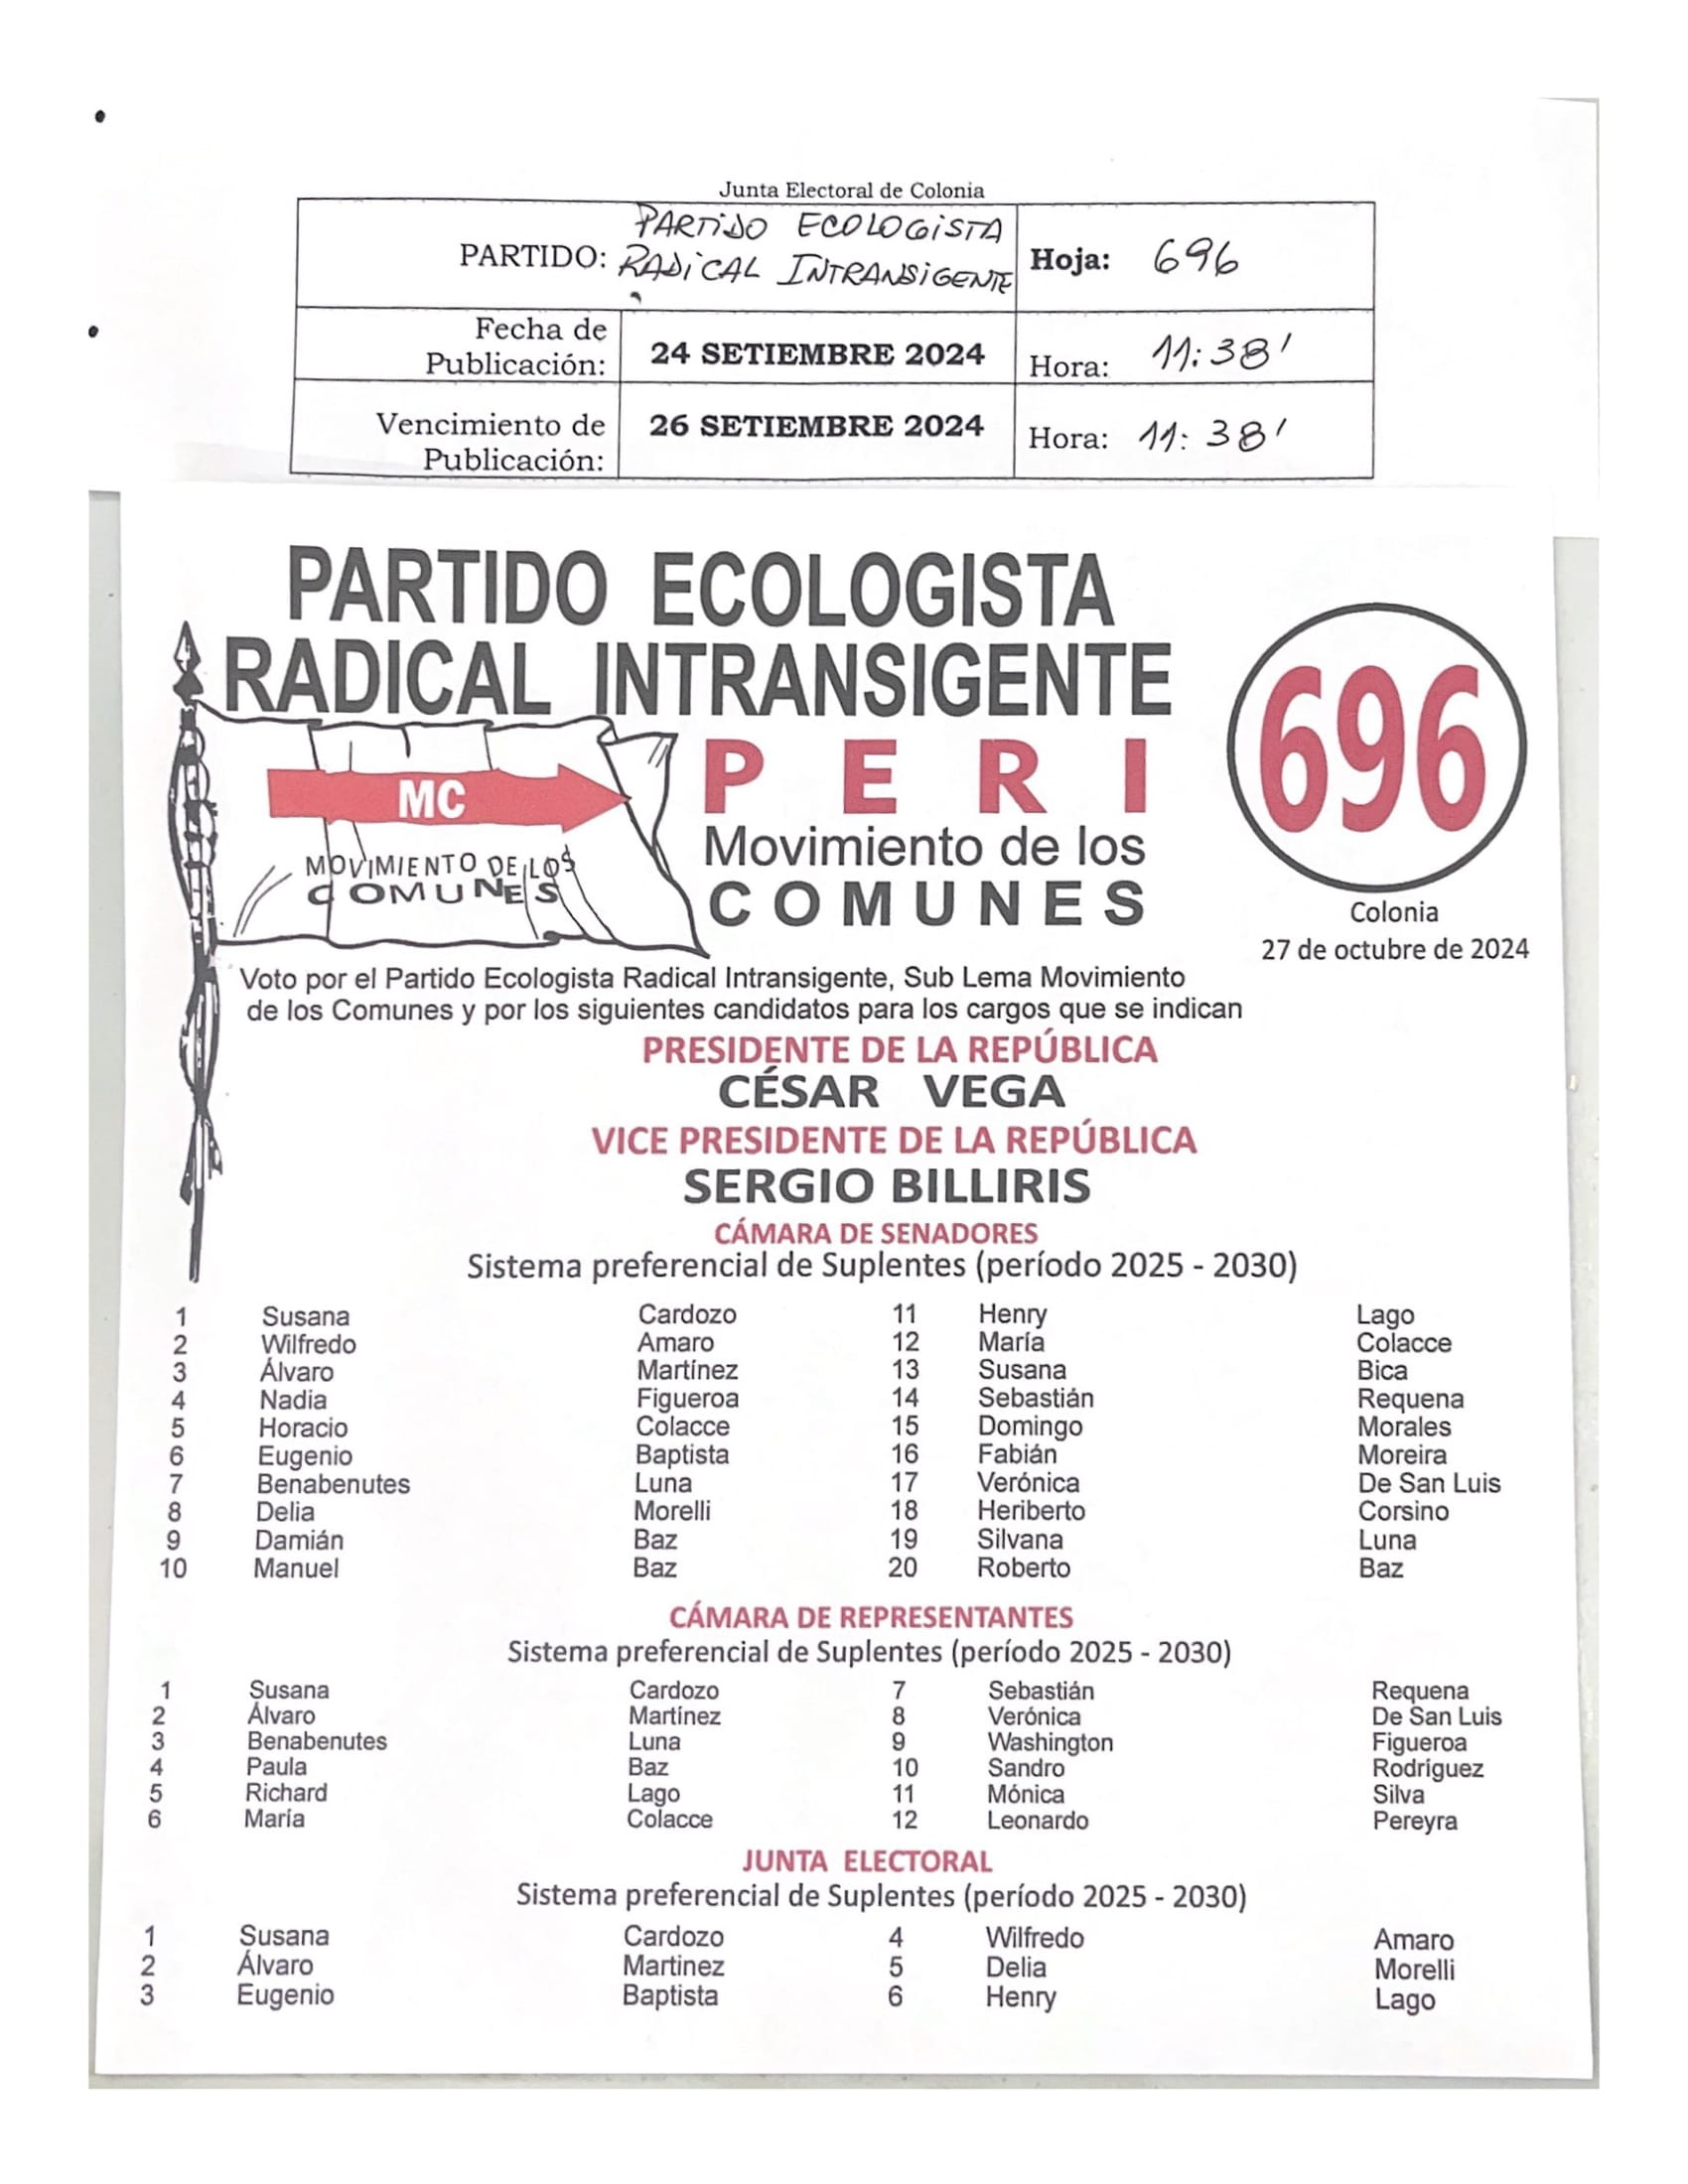 Junta Electoral de Colonia
PARTIDO: PARTIDO ECOLOGISTA
RADICAL INTRANSIGENTE
Hoja: 696
Fecha de
Publicación:
24 SETIEMBRE 2024
Hora: 11:38'
Vencimiento de
Publicación:
26 SETIEMBRE 2024
Hora: 11:38'
PARTIDO ECOLOGISTA
RADICAL INTRANSIGENTE
PERI
Movimiento de los
COMUNES
MC
MOVIMIENTO DE LOS
COMUNES
696
Colonia
27 de octubre de 2024
Voto por el Partido Ecologista Radical Intransigente, Sub Lema Movimiento
de los Comunes y por los siguientes candidatos para los cargos que se indican
PRESIDENTE DE LA REPÚBLICA
CÉSAR VEGA
VICE PRESIDENTE DE LA REPÚBLICA
SERGIO BILLIRIS
CÁMARA DE SENADORES
Sistema preferencial de Suplentes (período 2025 - 2030)
1 Susana Cardozo 11 Henry Lago
2 Wilfredo Amaro 12 María Colacce
3 Álvaro Martínez 13 Susana Bica
4 Nadia Figueroa 14 Sebastián Requena
5 Horacio Colacce 15 Domingo Morales
6 Eugenio Baptista 16 Fabián Moreira
7 Benabenutes Luna 17 Verónica De San Luis
8 Delia Morelli 18 Heriberto Corsino
9 Damián Baz 19 Silvana Luna
10 Manuel Baz 20 Roberto Baz
CÁMARA DE REPRESENTANTES
Sistema preferencial de Suplentes (período 2025 - 2030)
1 Susana Cardozo 7 Sebastián Requena
2 Álvaro Martínez 8 Verónica De San Luis
3 Benabenutes Luna 9 Washington Figueroa
4 Paula Baz 10 Sandro Rodríguez
5 Richard Lago 11 Mónica Silva
6 María Colacce 12 Leonardo Pereyra
JUNTA ELECTORAL
Sistema preferencial de Suplentes (período 2025 - 2030)
1 Susana Cardozo 4 Wilfredo Amaro
2 Álvaro Martinez 5 Delia Morelli
3 Eugenio Baptista 6 Henry Lago